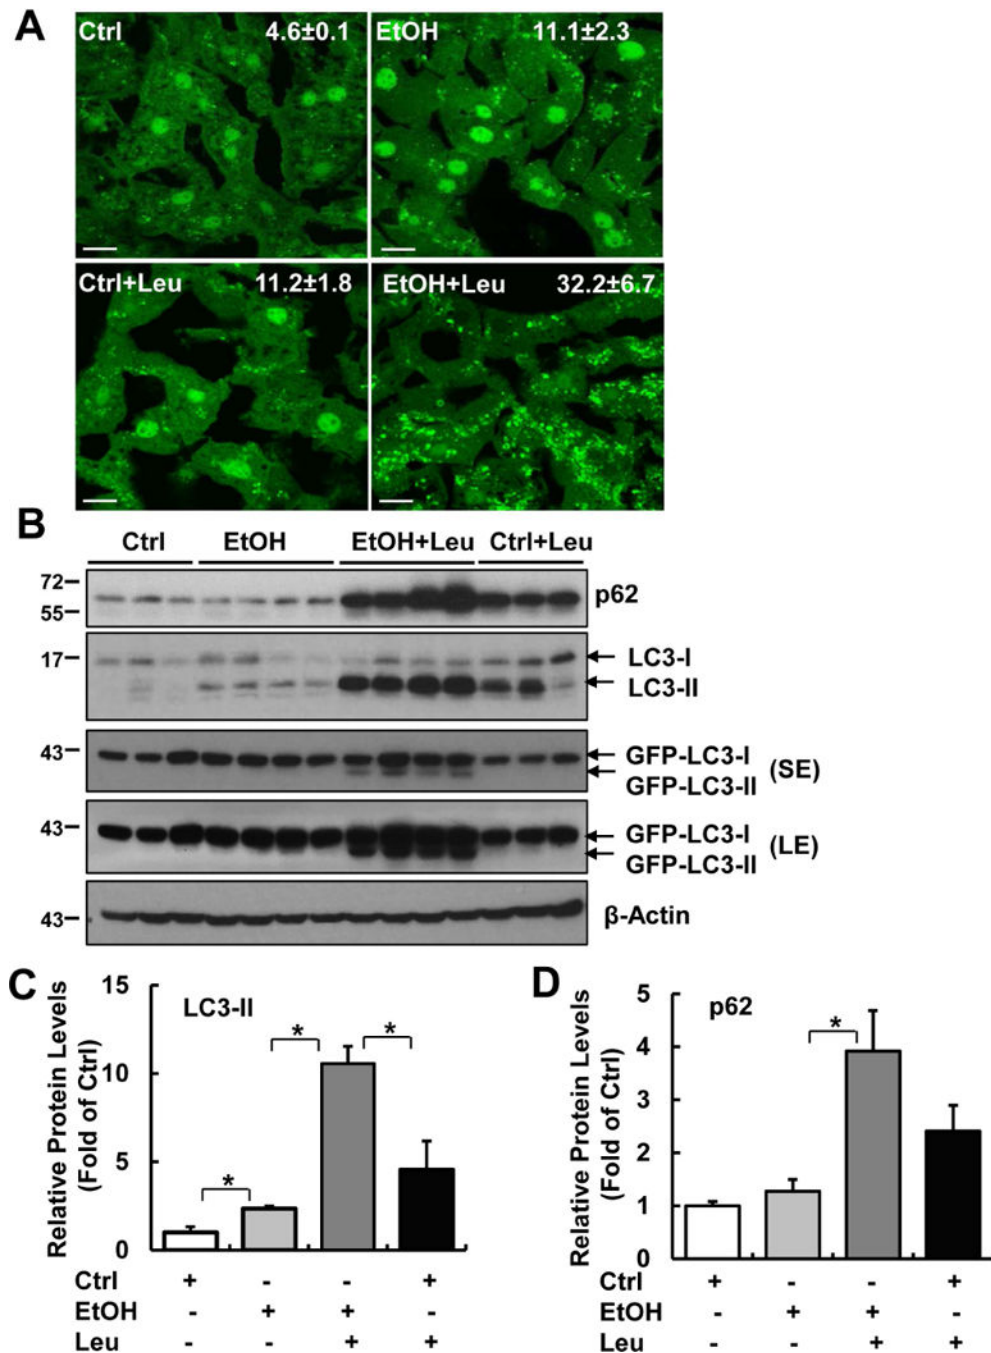 A
Ctrl 4.6±0.1
EtOH 11.1±2.3
Ctrl+Leu 11.2±1.8
EtOH+Leu 32.2±6.7
B
Ctrl EtOH EtOH+Leu Ctrl+Leu
72
55
p62
17
LC3-I
LC3-II
43
GFP-LC3-I
GFP-LC3-II
(SE)
43
GFP-LC3-I
GFP-LC3-II
(LE)
43
β-Actin
C
Relative Protein Levels
(Fold of Ctrl)
15
10
5
0
LC3-II
*
*
*
Ctrl + - - +
EtOH - + + -
Leu - - + +
D
Relative Protein Levels
(Fold of Ctrl)
5
4
3
2
1
0
p62
*
Ctrl + - - +
EtOH - + + -
Leu - - + +